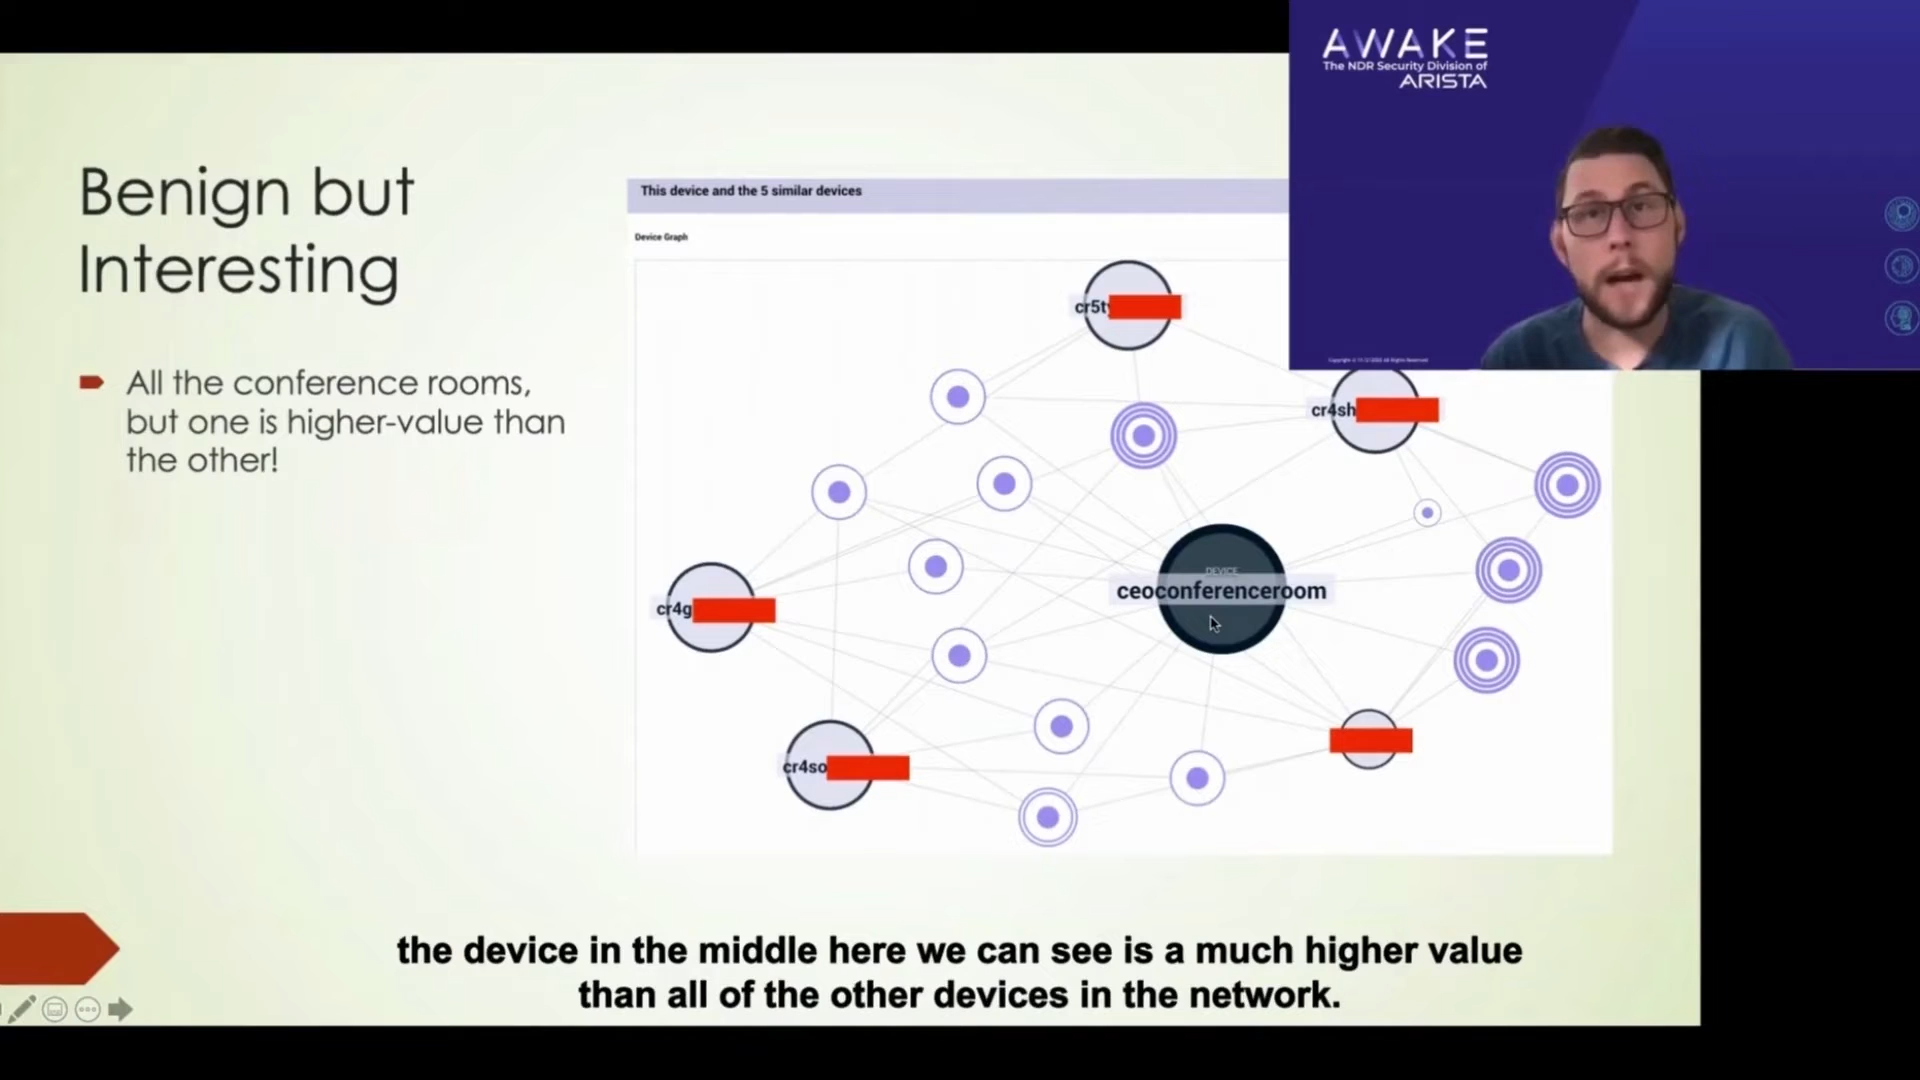 AWAKE
The NDR Security Division of
ARISTA
Benign but
Interesting
All the conference rooms,
but one is higher-value than
the other!
This device and the 5 similar devices
Device Graph
cr5t
cr4sh
DEVICE
ceoconferenceroom
cr4g
cr4so
the device in the middle here we can see is a much higher value
than all of the other devices in the network.